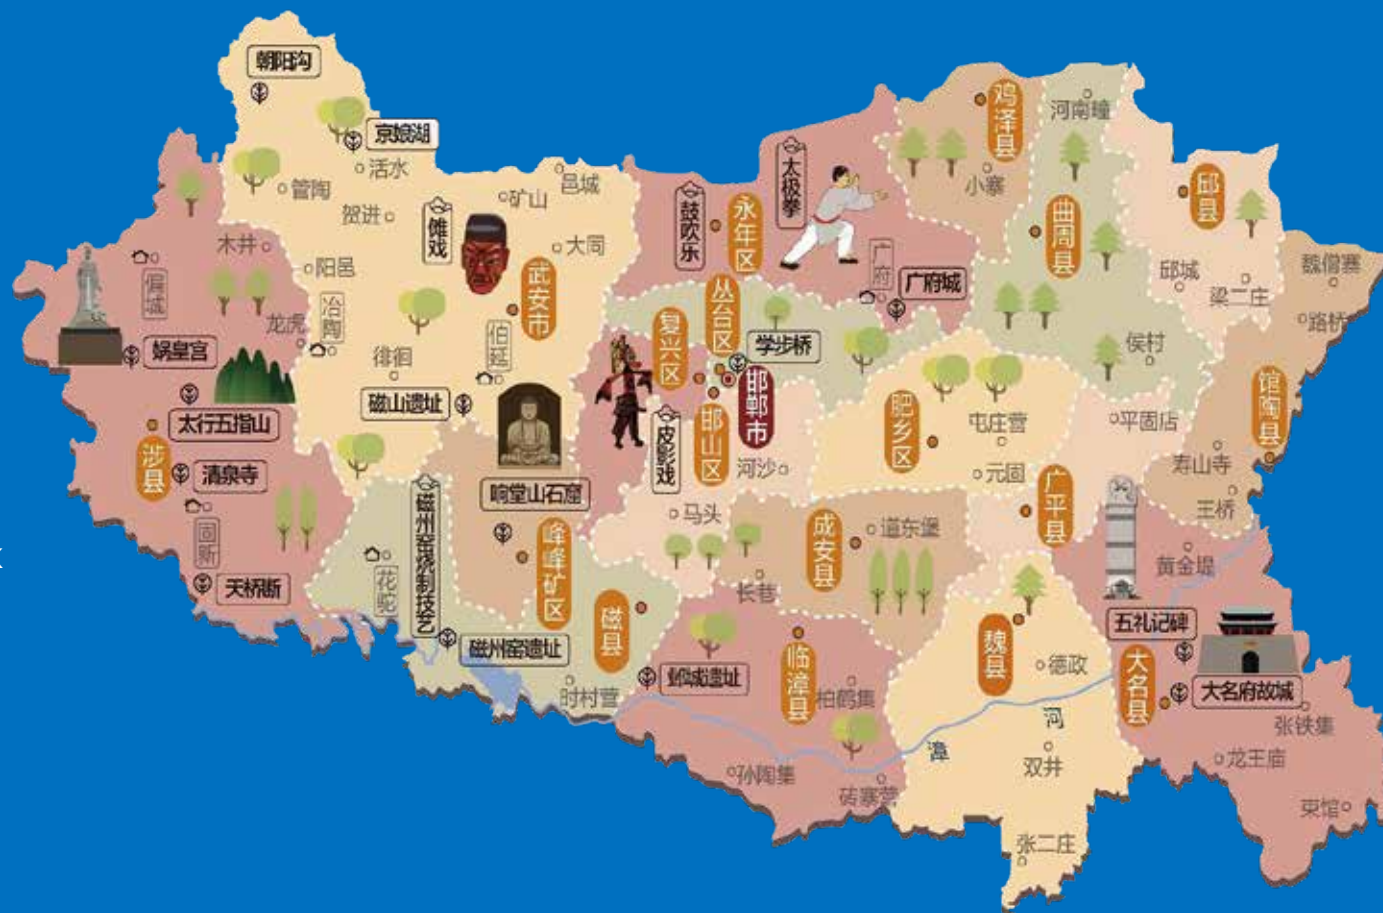 朝阳沟
京娘湖
活水
管陶
贺进
矿山
邑城
傩戏
木井
大同
阳邑
武安市
偏城
龙虎
冶陶
徘徊
伯延
娲皇宫
太行五指山
磁山遗址
涉县
清泉寺
响堂山石窟
固新
天桥断
磁州窑烧制技艺
花驼
磁州窑遗址
峰峰矿区
磁县
时村营
鼓吹乐
永年区
太极拳
广府
广府城
丛台区
复兴区
学步桥
邯郸市
邯山区
皮影戏
河沙
马头
鸡泽县
小寨
河南疃
曲周县
邱县
邱城
梁二庄
侯村
魏僧寨
路桥
馆陶县
寿山寺
王桥
肥乡区
屯庄营
元固
平固店
广平县
成安县
道东堡
长巷
邺城遗址
临漳县
柏鹤集
孙陶集
砖寨营
魏县
德政
漳
河
双井
张二庄
黄金堤
五礼记碑
大名县
大名府故城
张铁集
龙王庙
束馆